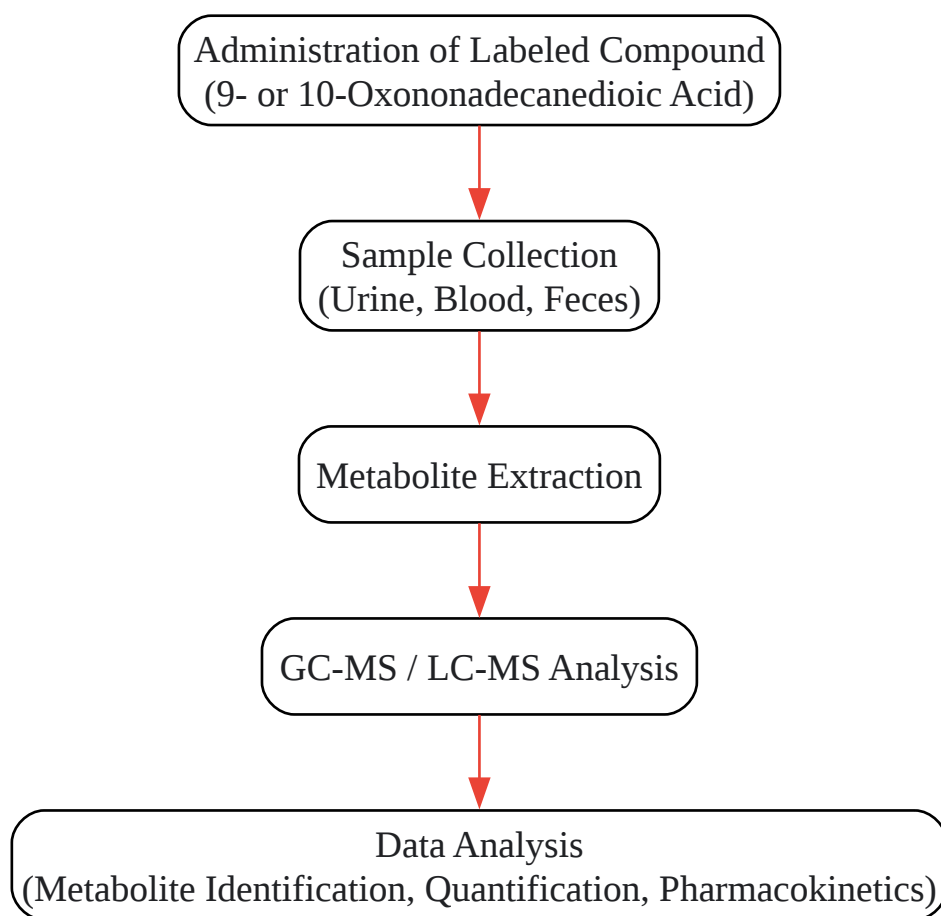 Administration of Labeled Compound
(9- or 10-Oxononadecanedioic Acid)
Sample Collection
(Urine, Blood, Feces)
Metabolite Extraction
GC-MS / LC-MS Analysis
Data Analysis
(Metabolite Identification, Quantification, Pharmacokinetics)